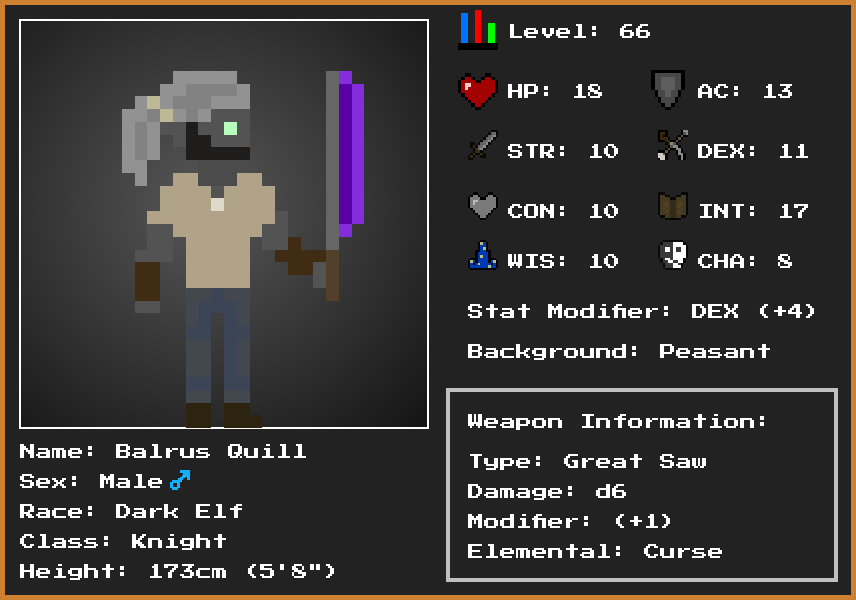 Level: 66
HP: 18
AC: 13
STR: 10
DEX: 11
CON: 10
INT: 17
WIS: 10
CHA: 8
Stat Modifier: DEX (+4)
Background: Peasant
Name: Balrus Quill
Sex: Male♂
Race: Dark Elf
Class: Knight
Height: 173cm (5'8")
Weapon Information:
Type: Great Saw
Damage: d6
Modifier: (+1)
Elemental: Curse